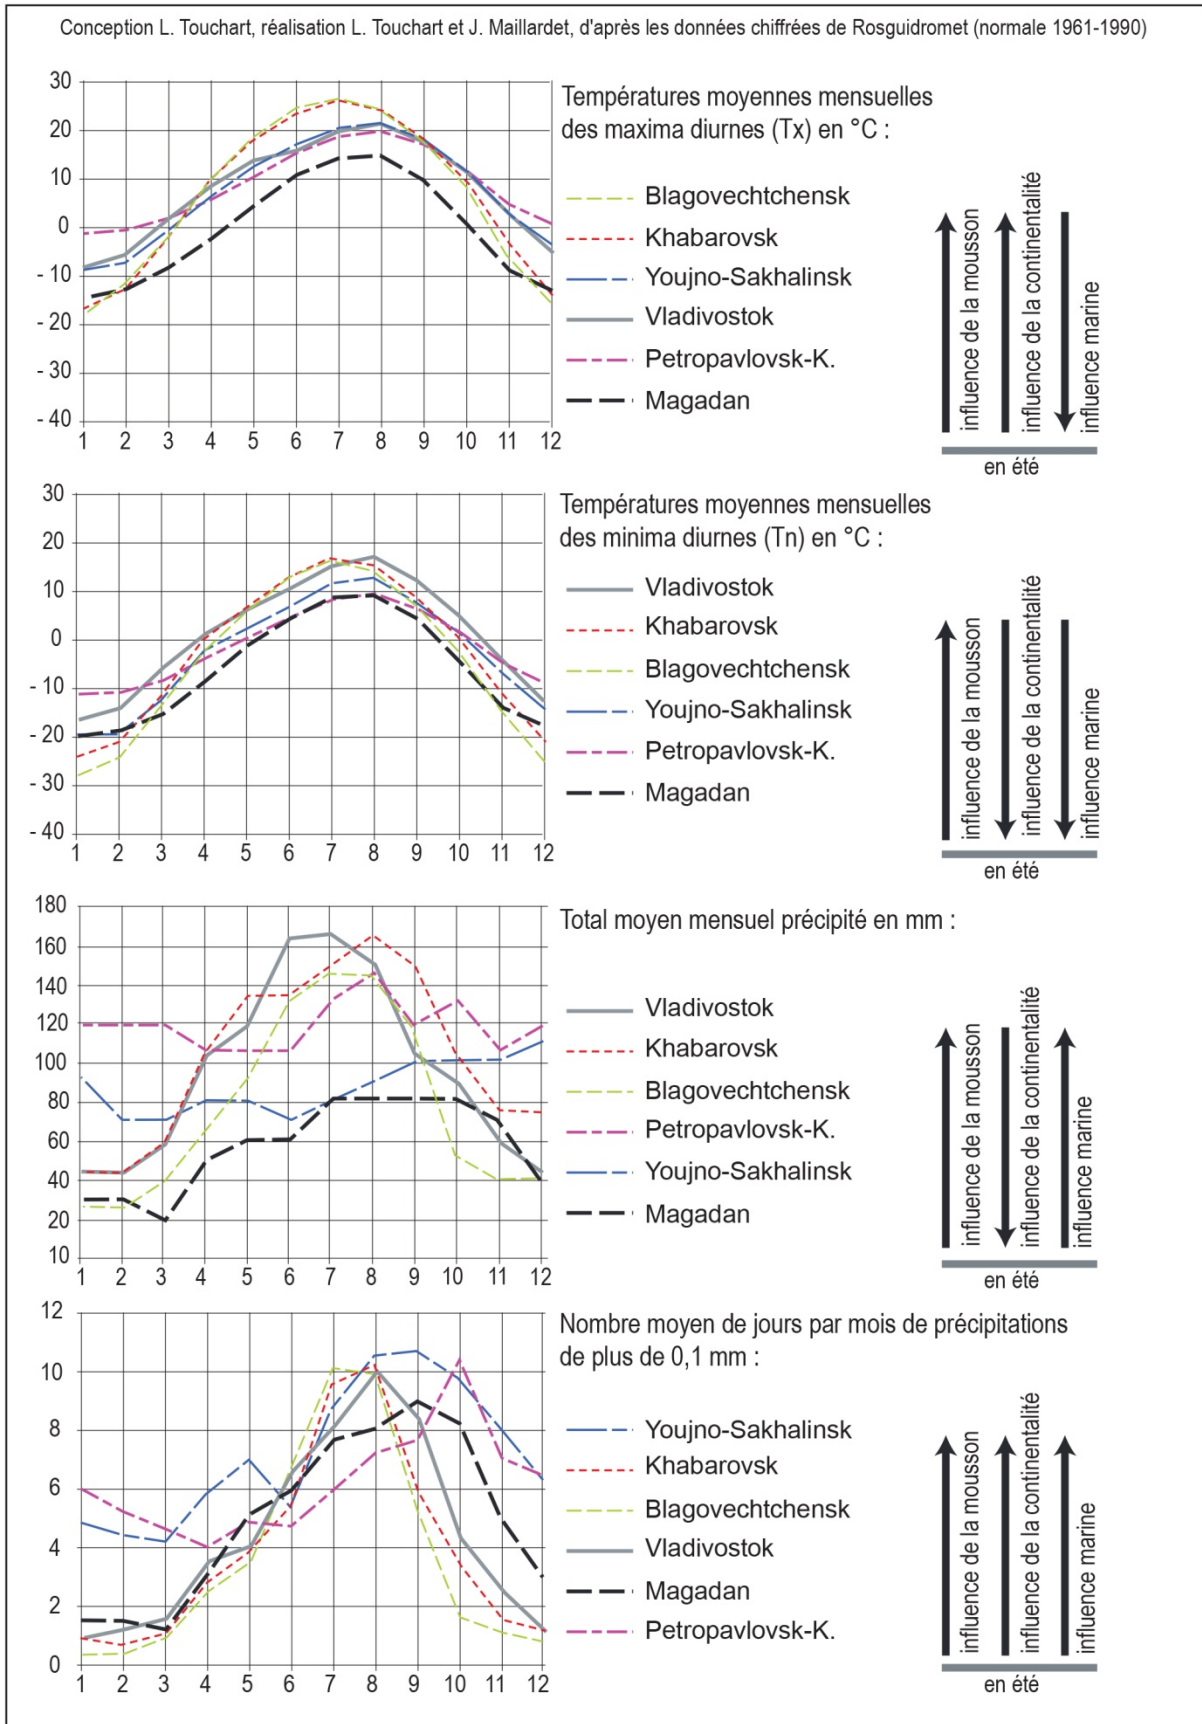 Conception L. Touchart, réalisation L. Touchart et J. Maillardet, d'après les données chiffrées de Rosguidromet (normale 1961-1990)
30
20
10
0
- 10
- 20
- 30
- 40
1 2 3 4 5 6 7 8 9 10 11 12
Températures moyennes mensuelles
des maxima diurnes (Tx) en °C :
Blagovechtchensk
Khabarovsk
Youjno-Sakhalinsk
Vladivostok
Petropavlovsk-K.
Magadan
influence de la mousson
influence de la continentalité
influence marine
en été
30
20
10
0
- 10
- 20
- 30
- 40
1 2 3 4 5 6 7 8 9 10 11 12
Températures moyennes mensuelles
des minima diurnes (Tn) en °C :
Vladivostok
Khabarovsk
Blagovechtchensk
Youjno-Sakhalinsk
Petropavlovsk-K.
Magadan
influence de la mousson
influence de la continentalité
influence marine
en été
180
160
140
120
100
80
60
40
20
10
1 2 3 4 5 6 7 8 9 10 11 12
Total moyen mensuel précipité en mm :
Vladivostok
Khabarovsk
Blagovechtchensk
Petropavlovsk-K.
Youjno-Sakhalinsk
Magadan
influence de la mousson
influence de la continentalité
influence marine
en été
12
10
8
6
4
2
0
1 2 3 4 5 6 7 8 9 10 11 12
Nombre moyen de jours par mois de précipitations
de plus de 0,1 mm :
Youjno-Sakhalinsk
Khabarovsk
Blagovechtchensk
Vladivostok
Magadan
Petropavlovsk-K.
influence de la mousson
influence de la continentalité
influence marine
en été